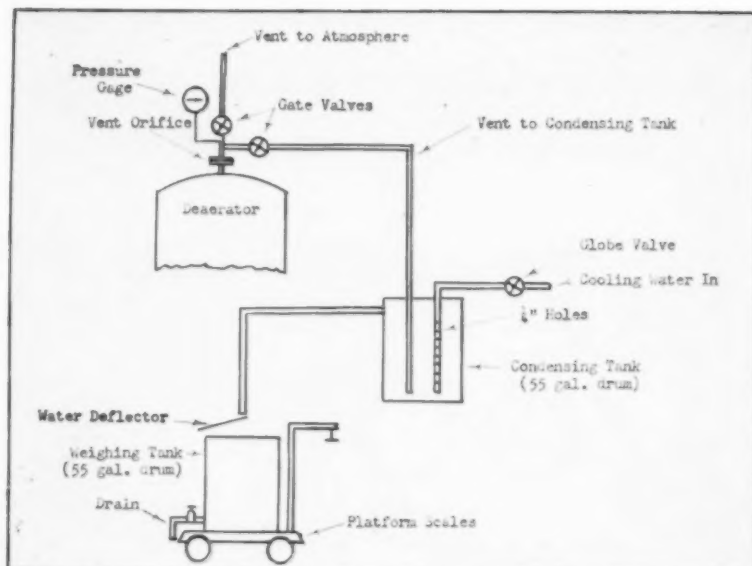 Vent to Atmosphere
Pressure
Gage
Gate Valves
Vent Orifice
Vent to Condensing Tank
Deaerator
Globe Valve
Cooling Water In
¼" Holes
Condensing Tank
(55 gal. drum)
Water Deflector
Weighing Tank
(55 gal. drum)
Drain
Platform Scales